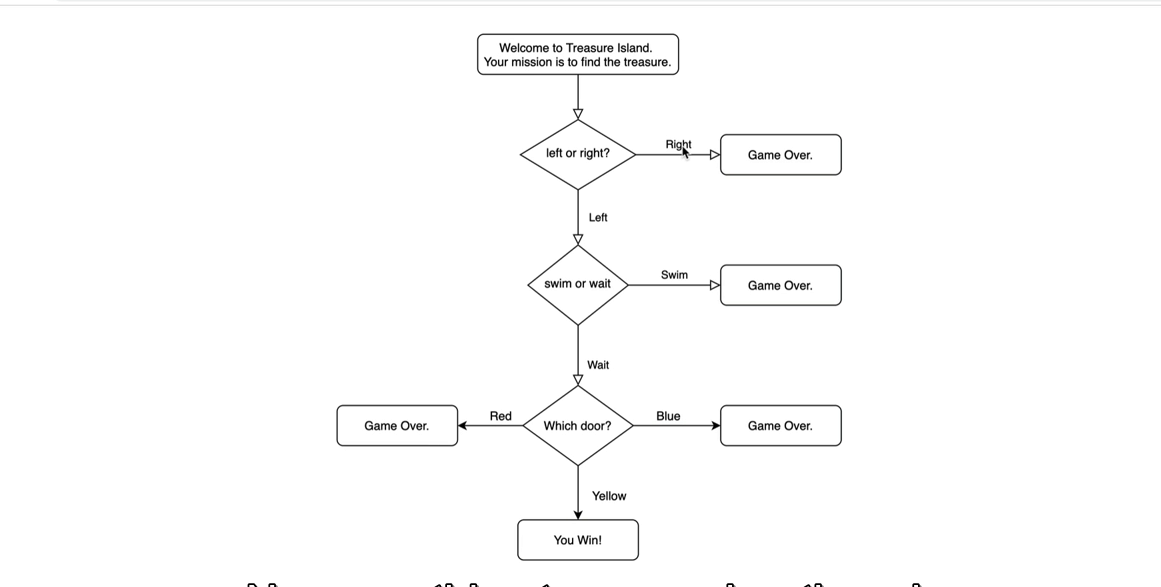 Welcome to Treasure Island.
Your mission is to find the treasure.
left or right?
Right
Game Over.
Left
swim or wait
Swim
Game Over.
Wait
Game Over.
Red
Which door?
Blue
Game Over.
Yellow
You Win!